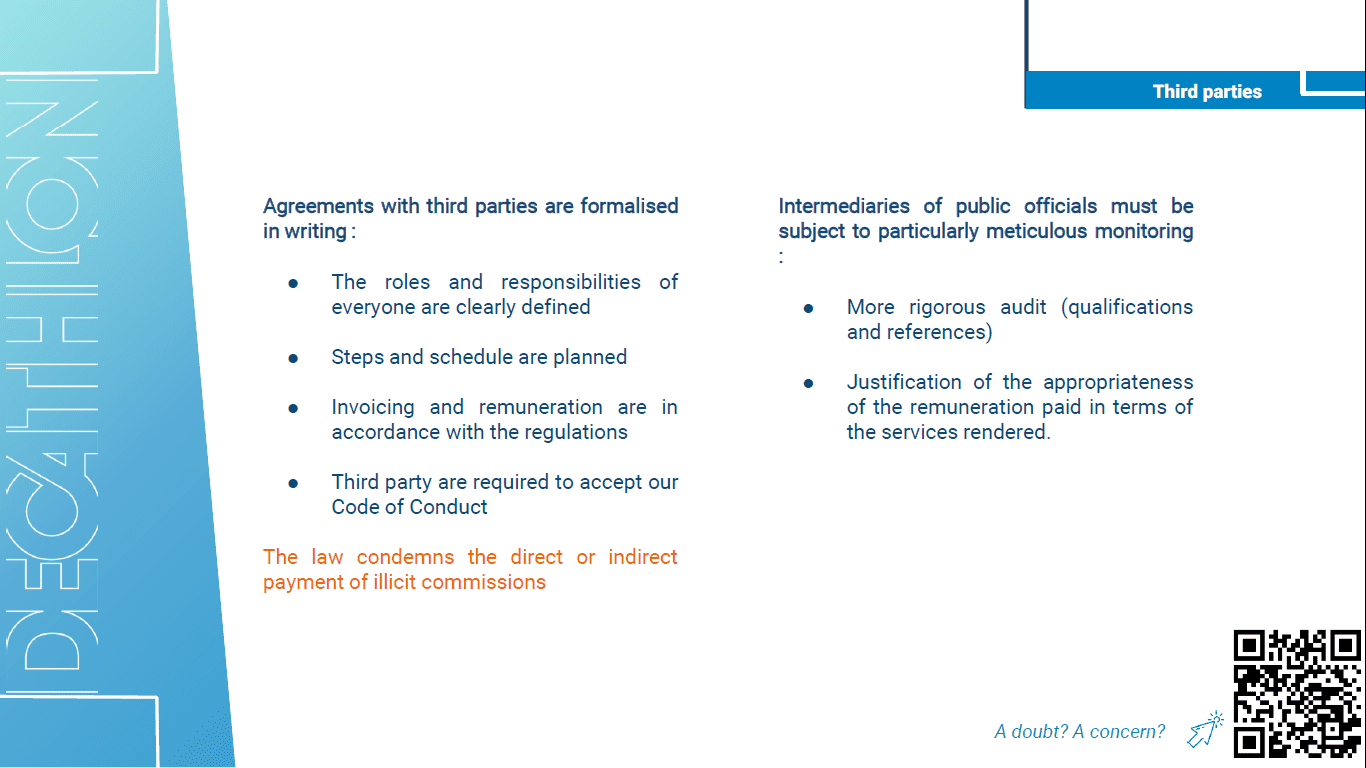 DECATHLON
Third parties
Agreements with third parties are formalised
in writing :
● The roles and responsibilities of
everyone are clearly defined
● Steps and schedule are planned
● Invoicing and remuneration are in
accordance with the regulations
● Third party are required to accept our
Code of Conduct
The law condemns the direct or indirect
payment of illicit commissions
Intermediaries of public officials must be
subject to particularly meticulous monitoring
:
● More rigorous audit (qualifications
and references)
● Justification of the appropriateness
of the remuneration paid in terms of
the services rendered.
A doubt? A concern?